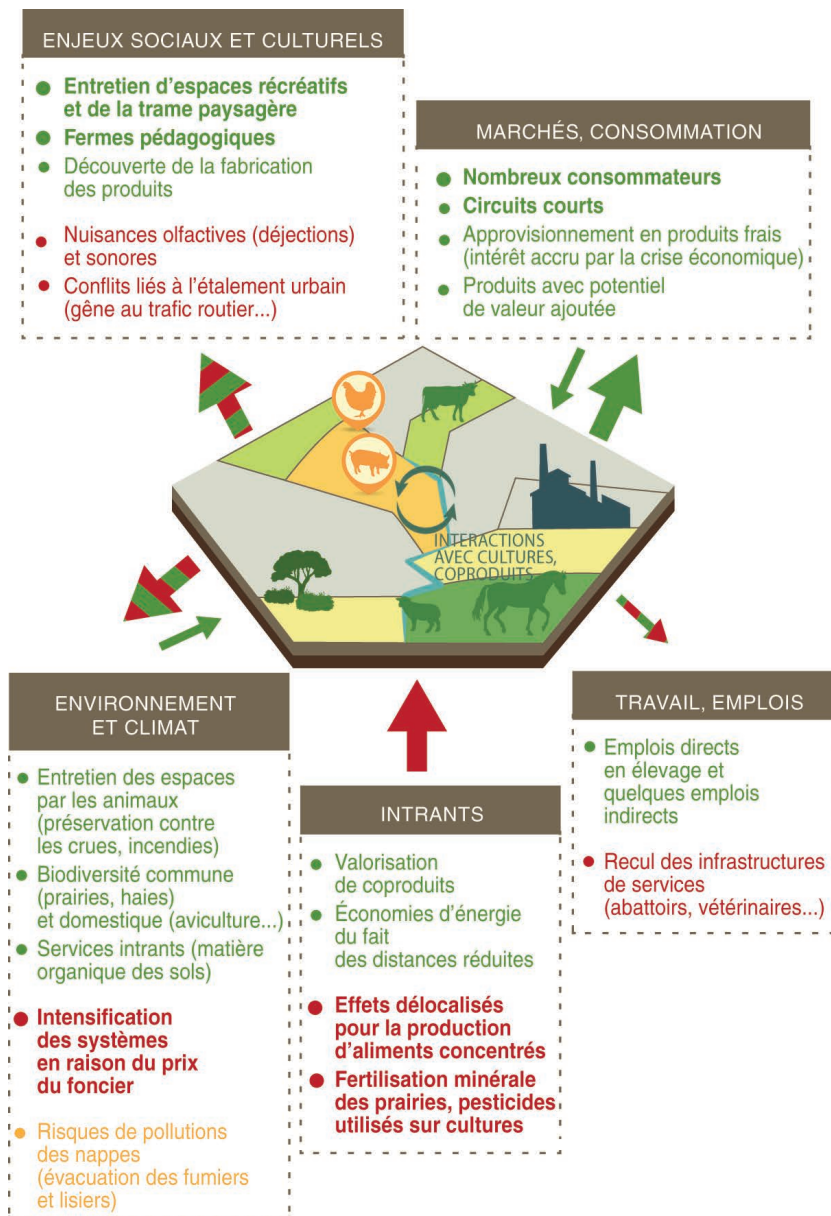 ENJEUX SOCIAUX ET CULTURELS
Entretien d'espaces récréatifs
et de la trame paysagère
Fermes pédagogiques
Découverte de la fabrication
des produits
Nuisances olfactives (déjections)
et sonores
Conflits liés à l'étalement urbain
(gêne au trafic routier...)
MARCHÉS, CONSOMMATION
Nombreux consommateurs
Circuits courts
Approvisionnement en produits frais
(intérêt accru par la crise économique)
Produits avec potentiel
de valeur ajoutée
INTERACTIONS
AVEC CULTURES,
COPRODUITS
ENVIRONNEMENT
ET CLIMAT
Entretien des espaces
par les animaux
(préservation contre
les crues, incendies)
Biodiversité commune
(prairies, haies)
et domestique (aviculture...)
Services intrants (matière
organique des sols)
Intensification
des systèmes
en raison du prix
du foncier
Risques de pollutions
des nappes
(évacuation des fumiers
et lisiers)
INTRANTS
Valorisation
de coproduits
Économies d'énergie
du fait
des distances réduites
Effets délocalisés
pour la production
d'aliments concentrés
Fertilisation minérale
des prairies, pesticides
utilisés sur cultures
TRAVAIL, EMPLOIS
Emplois directs
en élevage et
quelques emplois
indirects
Recul des infrastructures
de services
(abattoirs, vétérinaires...)